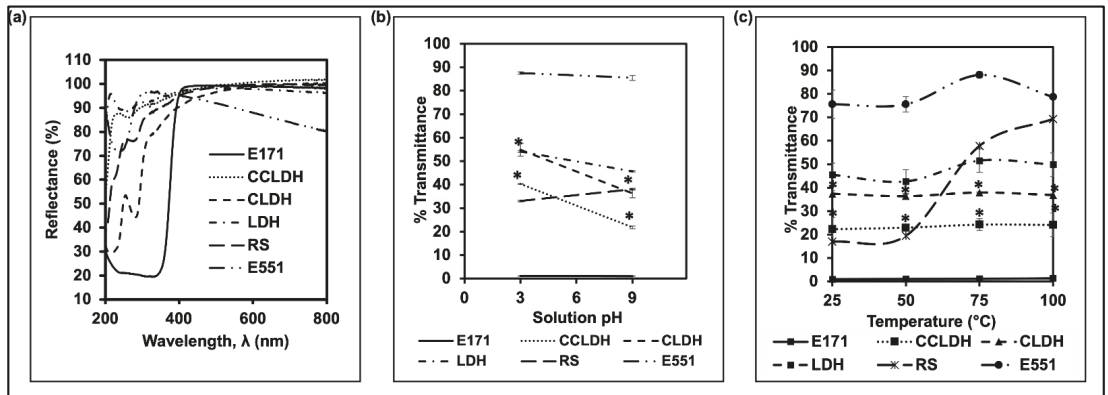 (a)
Reflectance (%)
110
100
90
80
70
60
50
40
30
20
10
200
400
600
800
Wavelength, λ (nm)
E171
CCLDH
CLDH
LDH
RS
E551
(b)
% Transmittance
100
90
80
70
60
50
40
30
20
10
0
0
3
6
9
Solution pH
*
*
*
*
E171
CCLDH
CLDH
LDH
RS
E551
(c)
% Transmittance
100
90
80
70
60
50
40
30
20
10
0
25
50
75
100
Temperature (°C)
*
*
*
*
*
*
*
*
E171
CCLDH
CLDH
LDH
RS
E551